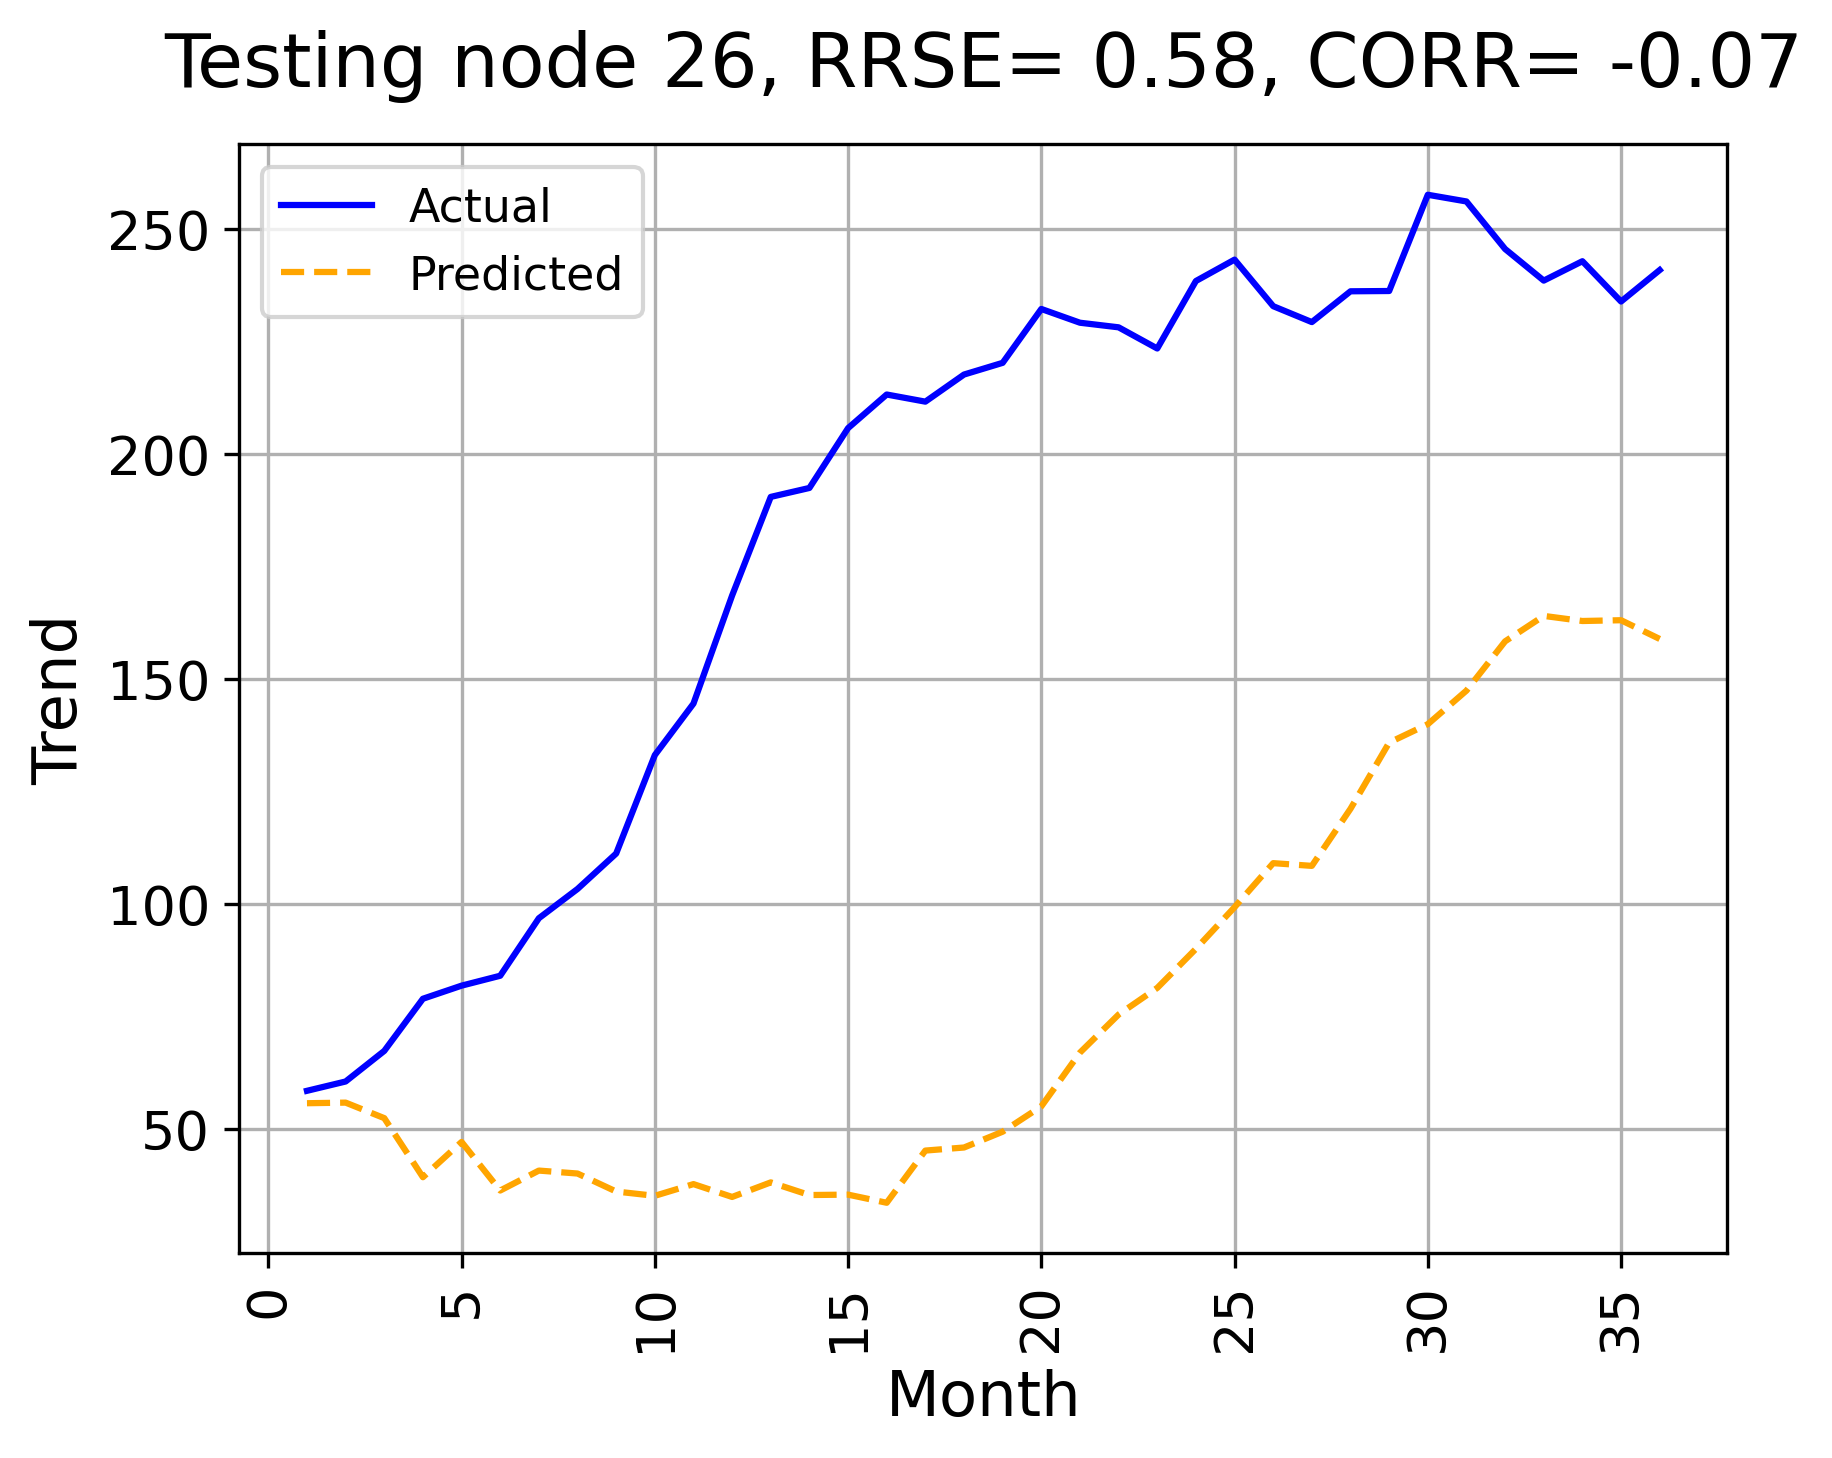 Testing node 26, RRSE= 0.58, CORR= -0.07
Actual
Predicted
250
200
150
100
50
Trend
0 5 10 15 20 25 30 35
Month